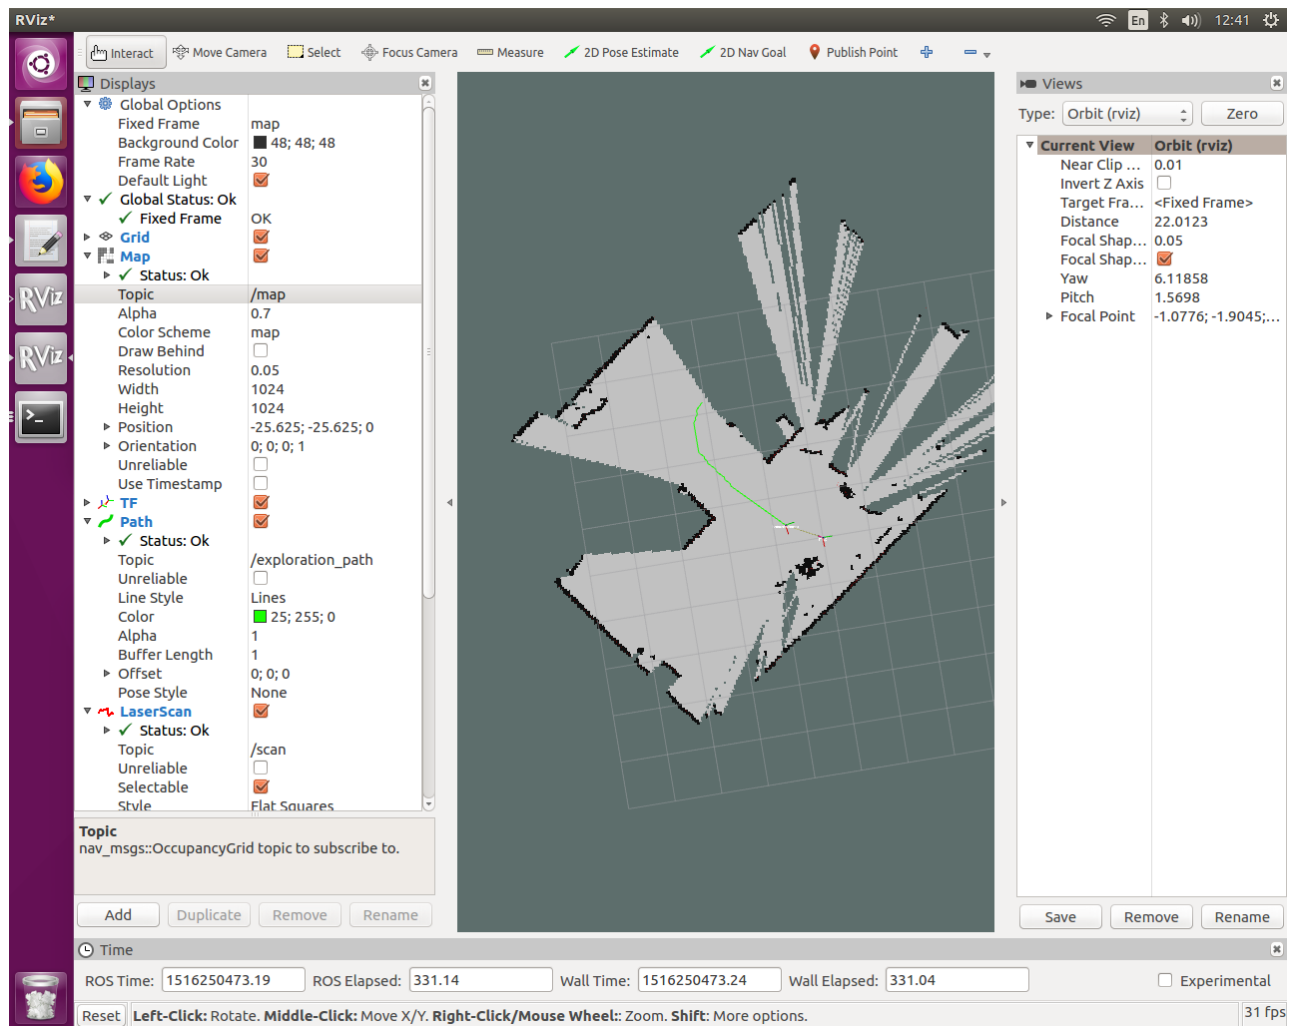 RViz*
En
12:41
Interact Move Camera Select Focus Camera Measure 2D Pose Estimate 2D Nav Goal Publish Point
Displays
Global Options
Fixed Frame map
Background Color 48; 48; 48
Frame Rate 30
Default Light
Global Status: Ok
Fixed Frame OK
Grid
Map
Status: Ok
Topic /map
Alpha 0.7
Color Scheme map
Draw Behind
Resolution 0.05
Width 1024
Height 1024
Position -25.625; -25.625; 0
Orientation 0; 0; 0; 1
Unreliable
Use Timestamp
TF
Path
Status: Ok
Topic /exploration_path
Unreliable
Line Style Lines
Color 25; 255; 0
Alpha 1
Buffer Length 1
Offset 0; 0; 0
Pose Style None
LaserScan
Status: Ok
Topic /scan
Unreliable
Selectable
Style Flat Squares
Topic
nav_msgs::OccupancyGrid topic to subscribe to.
Add Duplicate Remove Rename
Views
Type: Orbit (rviz) Zero
Current View Orbit (rviz)
Near Clip ... 0.01
Invert Z Axis
Target Fra... <Fixed Frame>
Distance 22.0123
Focal Shap... 0.05
Focal Shap...
Yaw 6.11858
Pitch 1.5698
Focal Point -1.0776; -1.9045;...
Save Remove Rename
RViz
RViz
Time
ROS Time: 1516250473.19 ROS Elapsed: 331.14 Wall Time: 1516250473.24 Wall Elapsed: 331.04 Experimental
Reset Left-Click: Rotate. Middle-Click: Move X/Y. Right-Click/Mouse Wheel:: Zoom. Shift: More options. 31 fps